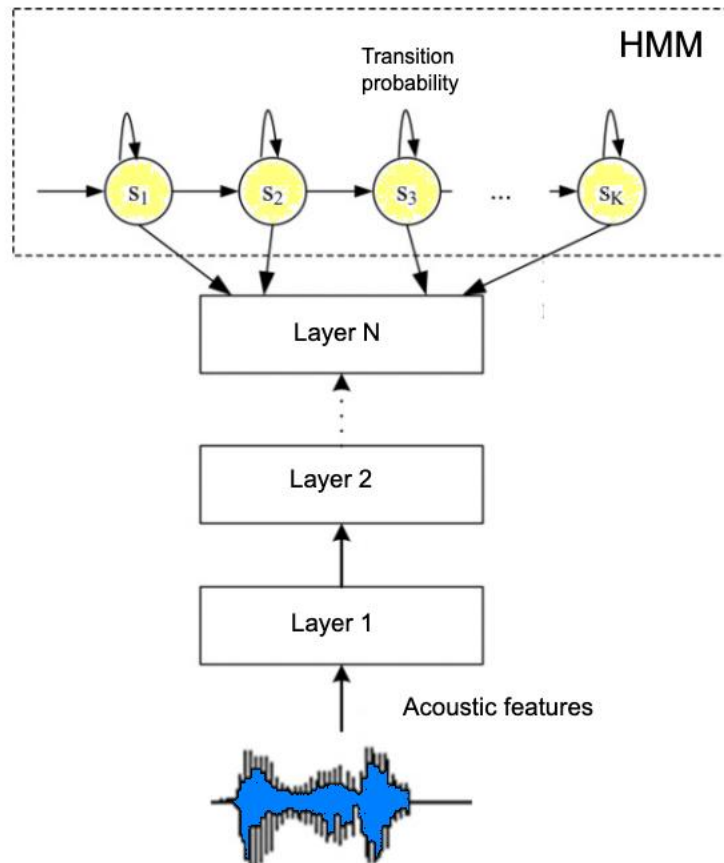 HMM
Transition
probability
S1 S2 S3 ... SK
Layer N
Layer 2
Layer 1
Acoustic features